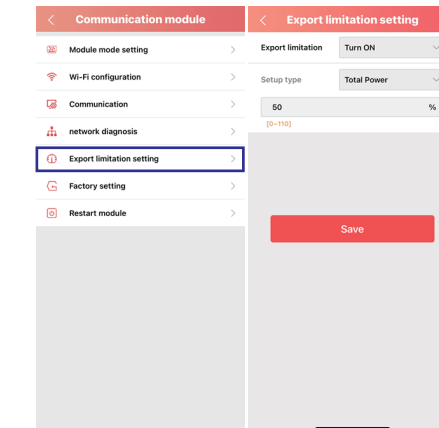 Communication module
Module mode setting
Wi-Fi configuration
Communication
network diagnosis
Export limitation setting
Factory setting
Restart module
Export limitation setting
Export limitation Turn ON
Setup type Total Power
50 %
[0~110]
Save